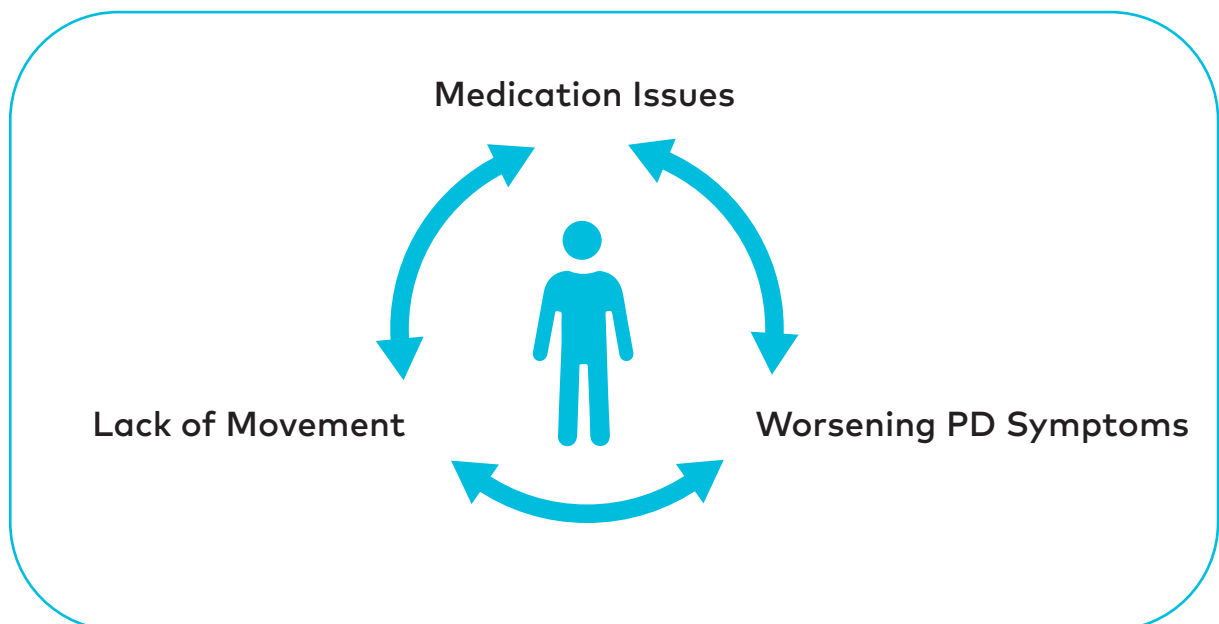 Medication Issues
Lack of Movement
Worsening PD Symptoms